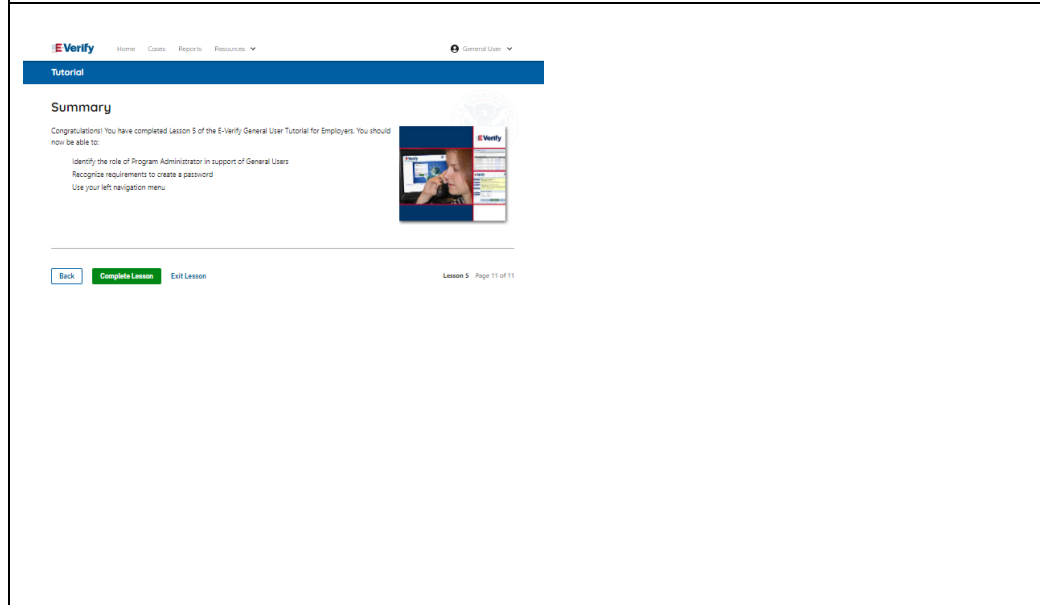 E-Verify Home Cases Reports Resources General User
Tutorial
Summary
Congratulations! You have completed Lesson 5 of the E-Verify General User Tutorial for Employers. You should
now be able to:
Identify the role of Program Administrator in support of General Users
Recognize requirements to create a password
Use your left navigation menu
E-Verify
Back Complete Lesson Exit Lesson Lesson 5 Page 11 of 11